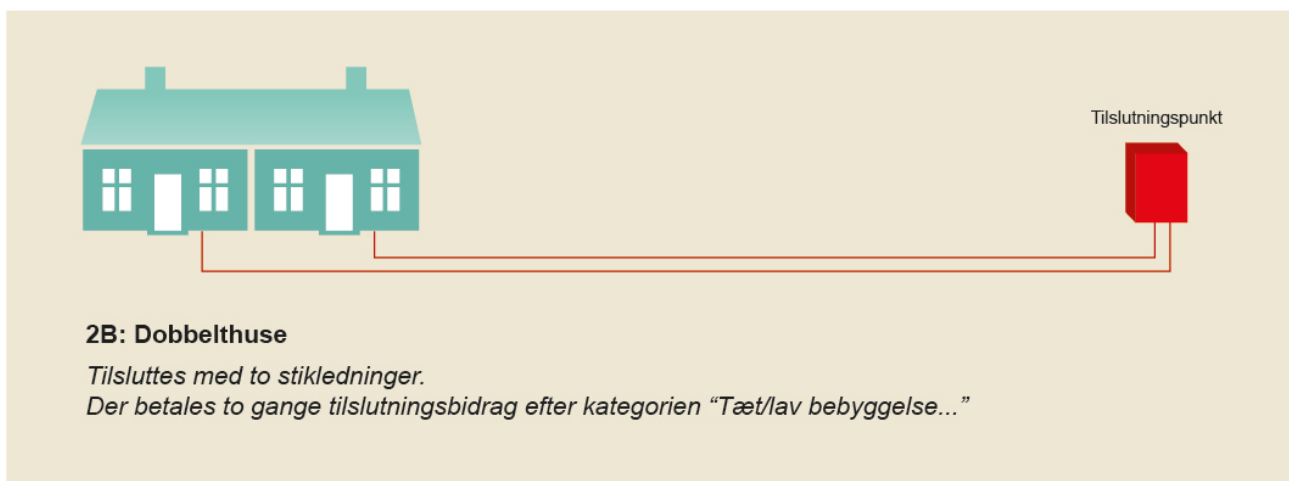 Tilslutningspunkt
2B: Dobbelthuse
Tilsluttes med to stikledninger.
Der betales to gange tilslutningsbidrag efter kategorien “Tæt/lav bebyggelse...”